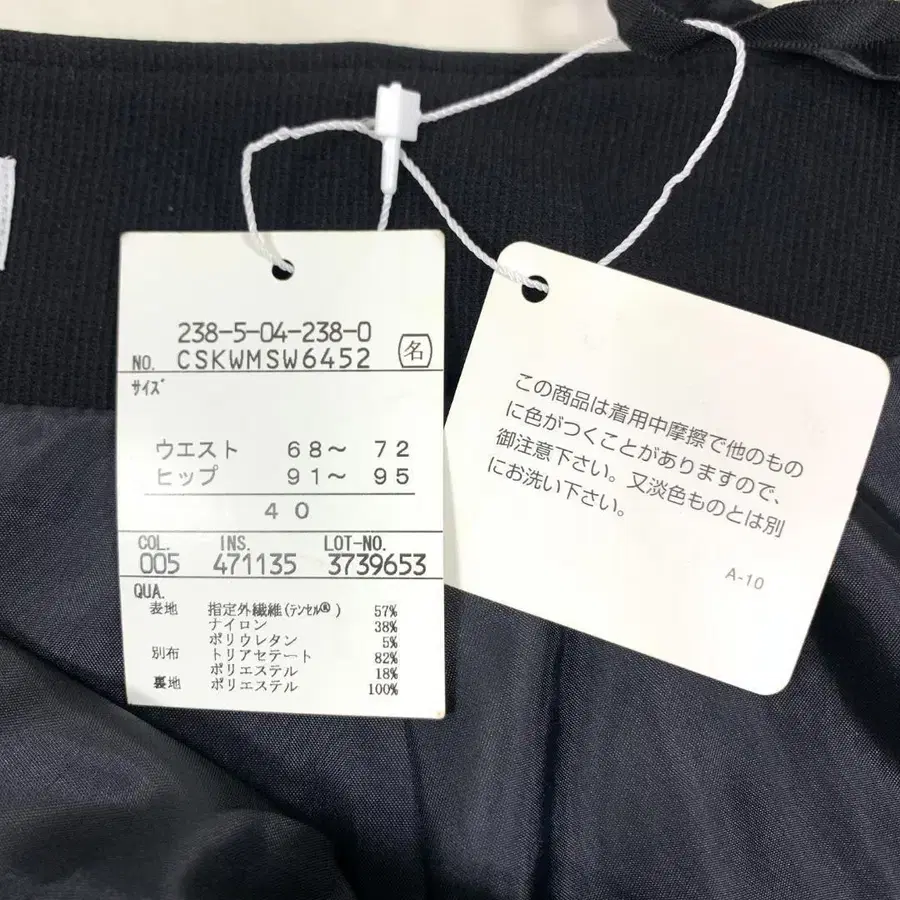 238-5-04-238-0
NO. CSKWMSW6452 名
サイズ
ウエスト 68～ 72
ヒップ 91～ 95
40
COL. INS. LOT-NO.
005 471135 3739653
QUA.
表地 指定外繊維(テンセル®) 57%
ナイロン 38%
ポリウレタン 5%
別布 トリアセテート 82%
ポリエステル 18%
裏地 ポリエステル 100%
この商品は着用中摩擦で他のもの
に色がつくことがありますので、
御注意下さい。又淡色ものとは別
にお洗い下さい。
A-10